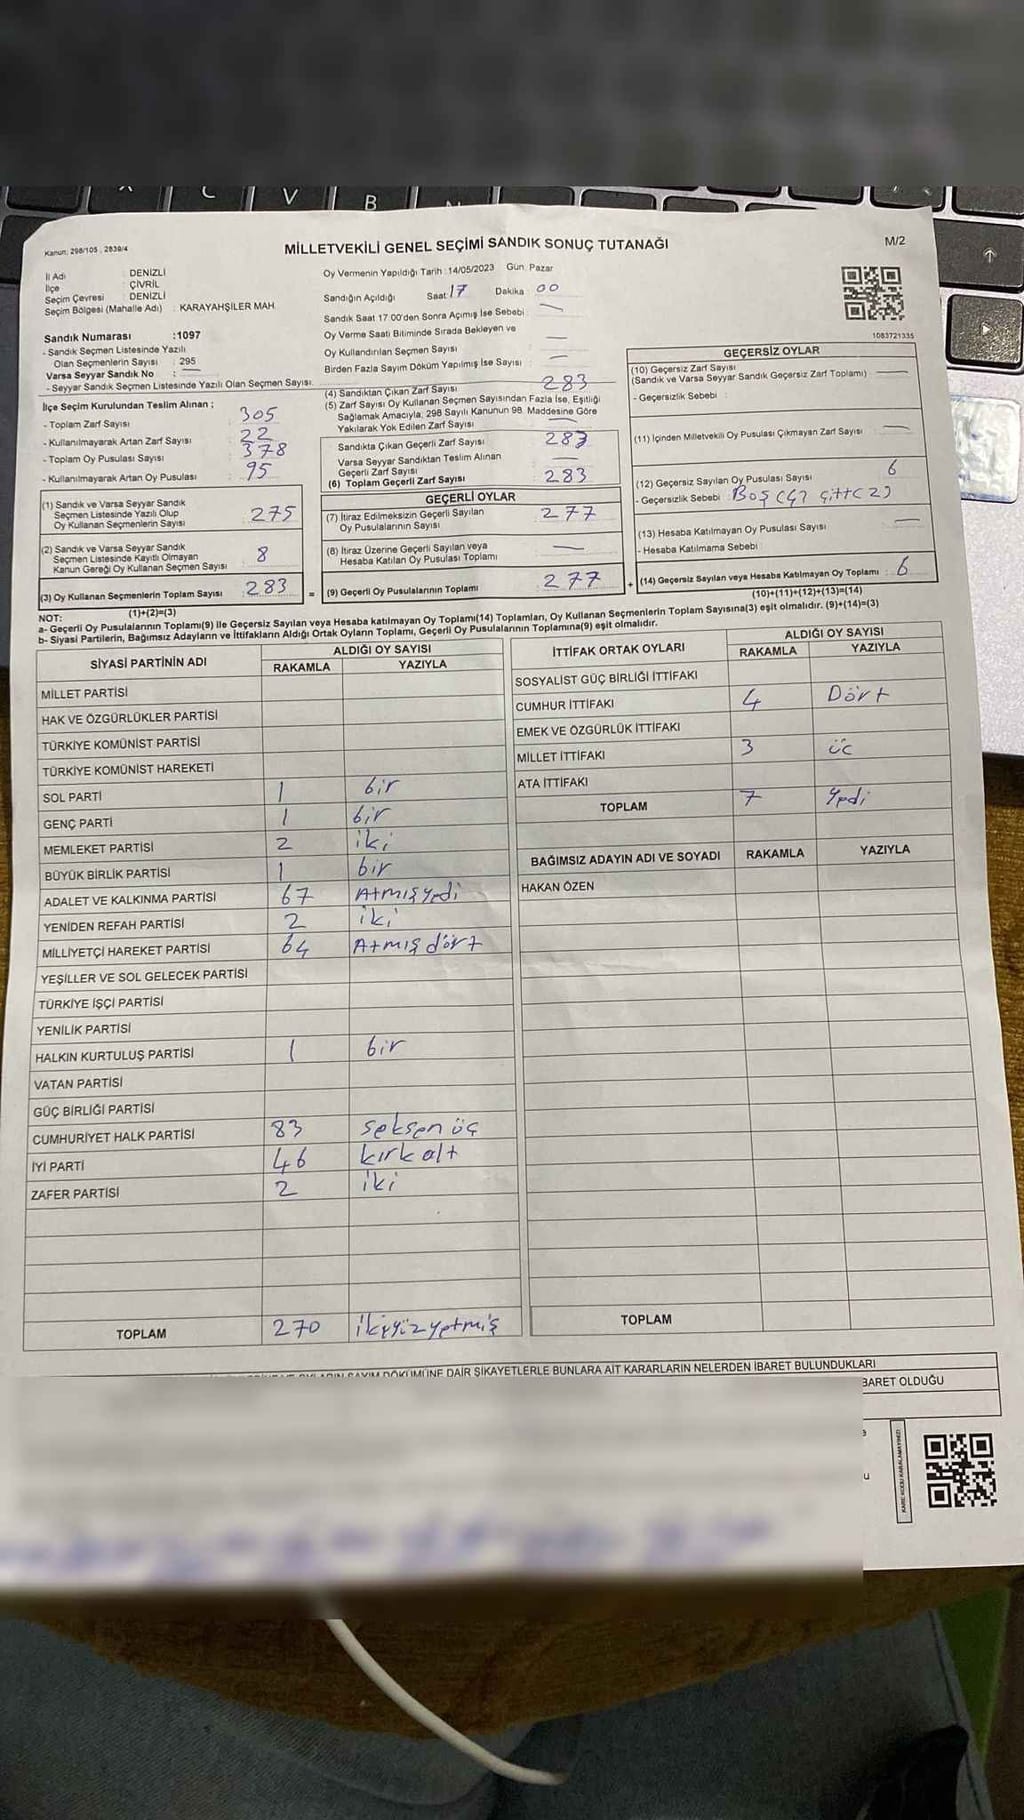 V B
Kanun: 298/105 , 2839/4
MİLLETVEKİLİ GENEL SEÇİMİ SANDIK SONUÇ TUTANAĞI
M/2
İl Adı : DENİZLİ
İlçe : ÇİVRİL
Seçim Çevresi : DENİZLİ
Seçim Bölgesi (Mahalle Adı) : KARAYAHŞİLER MAH.
Oy Vermenin Yapıldığı Tarih : 14/05/2023 Gün: Pazar
Sandığın Açıldığı Saat: 17 Dakika 00
Sandık Saat 17:00'den Sonra Açımış İse Sebebi : —
Oy Verme Saati Bitiminde Sırada Bekleyen ve
Oy Kullandırılan Seçmen Sayısı —
Birden Fazla Sayım Döküm Yapılmış İse Sayısı : —
1083721335
Sandık Numarası :1097
- Sandık Seçmen Listesinde Yazılı
Olan Seçmenlerin Sayısı : 295
Varsa Seyyar Sandık No : —
- Seyyar Sandık Seçmen Listesinde Yazılı Olan Seçmen Sayısı:
İlçe Seçim Kurulundan Teslim Alınan ;
- Toplam Zarf Sayısı : 305
- Kullanılmayarak Artan Zarf Sayısı : 22
- Toplam Oy Pusulası Sayısı : 378
- Kullanılmayarak Artan Oy Pusulası : 95
(1) Sandık ve Varsa Seyyar Sandık
Seçmen Listesinde Yazılı Olup
Oy Kullanan Seçmenlerin Sayısı : 275
(2) Sandık ve Varsa Seyyar Sandık
Seçmen Listesinde Kayıtlı Olmayan
Kanun Gereği Oy Kullanan Seçmen Sayısı : 8
(3) Oy Kullanan Seçmenlerin Toplam Sayısı : 283 =
(1)+(2)=(3)
(4) Sandıktan Çıkan Zarf Sayısı 283
(5) Zarf Sayısı Oy Kullanan Seçmen Sayısından Fazla İse, Eşitliği
Sağlamak Amacıyla, 298 Sayılı Kanunun 98. Maddesine Göre
Yakılarak Yok Edilen Zarf Sayısı —
Sandıkta Çıkan Geçerli Zarf Sayısı : 283
Varsa Seyyar Sandıktan Teslim Alınan
Geçerli Zarf Sayısı : —
(6) Toplam Geçerli Zarf Sayısı : 283
GEÇERLİ OYLAR
(7) İtiraz Edilmeksizin Geçerli Sayılan
Oy Pusulalarının Sayısı : 277
(8) İtiraz Üzerine Geçerli Sayılan veya
Hesaba Katılan Oy Pusulası Toplamı : —
(9) Geçerli Oy Pusulalarının Toplamı : 277 +
GEÇERSİZ OYLAR
(10) Geçersiz Zarf Sayısı
(Sandık ve Varsa Seyyar Sandık Geçersiz Zarf Toplamı) : —
- Geçersizlik Sebebi :
(11) İçinden Milletvekili Oy Pusulası Çıkmayan Zarf Sayısı : —
(12) Geçersiz Sayılan Oy Pusulası Sayısı : 6
- Geçersizlik Sebebi : Boş
(13) Hesaba Katılmayan Oy Pusulası Sayısı : —
- Hesaba Katılmama Sebebi :
(14) Geçersiz Sayılan veya Hesaba Katılmayan Oy Toplamı : 6
(10)+(11)+(12)+(13)=(14)
NOT:
a- Geçerli Oy Pusulalarının Toplamı(9) ile Geçersiz Sayılan veya Hesaba katılmayan Oy Toplamı(14) Toplamları, Oy Kullanan Seçmenlerin Toplam Sayısına(3) eşit olmalıdır. (9)+(14)=(3)
b- Siyasi Partilerin, Bağımsız Adayların ve İttifakların Aldığı Ortak Oyların Toplamı, Geçerli Oy Pusulalarının Toplamına(9) eşit olmalıdır.
SİYASİ PARTİNİN ADI ALDIĞI OY SAYISI
RAKAMLA YAZIYLA
MİLLET PARTİSİ
HAK VE ÖZGÜRLÜKLER PARTİSİ
TÜRKİYE KOMÜNİST PARTİSİ
TÜRKİYE KOMÜNİST HAREKETİ
SOL PARTİ 1 bir
GENÇ PARTİ 1 bir
MEMLEKET PARTİSİ 2 iki
BÜYÜK BİRLİK PARTİSİ 1 bir
ADALET VE KALKINMA PARTİSİ 67 Atmışyedi
YENİDEN REFAH PARTİSİ 2 iki
MİLLİYETÇİ HAREKET PARTİSİ 64 Atmış dört
YEŞİLLER VE SOL GELECEK PARTİSİ
TÜRKİYE İŞÇİ PARTİSİ
YENİLİK PARTİSİ
HALKIN KURTULUŞ PARTİSİ 1 bir
VATAN PARTİSİ
GÜÇ BİRLİĞİ PARTİSİ
CUMHURİYET HALK PARTİSİ 83 seksen üç
İYİ PARTİ 46 kırk altı
ZAFER PARTİSİ 2 iki
TOPLAM 270 ikiyüzyetmiş
İTTİFAK ORTAK OYLARI ALDIĞI OY SAYISI
RAKAMLA YAZIYLA
SOSYALİST GÜÇ BİRLİĞİ İTTİFAKI
CUMHUR İTTİFAKI 4 Dört
EMEK VE ÖZGÜRLÜK İTTİFAKI
MİLLET İTTİFAKI 3 üç
ATA İTTİFAKI
TOPLAM 7 Yedi
BAĞIMSIZ ADAYIN ADI VE SOYADI RAKAMLA YAZIYLA
HAKAN ÖZEN
TOPLAM
SAYIM DÖKÜMÜNE DAİR ŞİKAYETLERLE BUNLARA AİT KARARLARIN NELERDEN İBARET BULUNDUKLARI
BARET OLDUĞU
KARE KODU KARALAMAYINIZ!